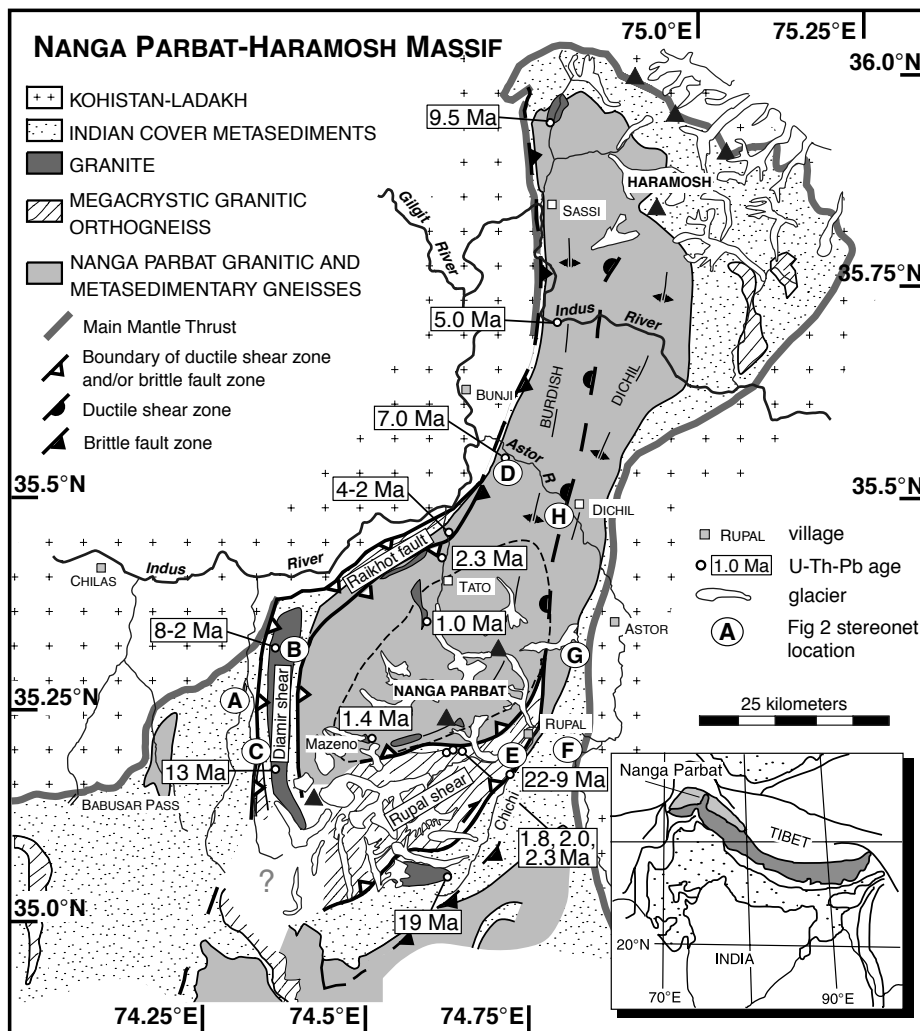 NANGA PARBAT-HARAMOSH MASSIF
75.0°E
75.25°E
36.0°N
KOHISTAN-LADAKH
INDIAN COVER METASEDIMENTS
GRANITE
MEGACRYSTIC GRANITIC
ORTHOGNEISS
NANGA PARBAT GRANITIC AND
METASEDIMENTARY GNEISSES
Main Mantle Thrust
Boundary of ductile shear zone
and/or brittle fault zone
Ductile shear zone
Brittle fault zone
9.5 Ma
HARAMOSH
SASSI
Gilgit
River
35.75°N
5.0 Ma
Indus
River
BURDISH
DICHIL
BUNJI
7.0 Ma
Astor
R
D
35.5°N
35.5°N
4-2 Ma
H
DICHIL
RUPAL village
1.0 Ma U-Th-Pb age
glacier
A Fig 2 stereonet
location
25 kilometers
CHILAS
Indus
River
Raikhot fault
2.3 Ma
TATO
1.0 Ma
ASTOR
8-2 Ma
B
G
35.25°N
A
Diamir shear
NANGA PARBAT
1.4 Ma
RUPAL
C
Mazeno
E
F
13 Ma
22-9 Ma
BABUSAR PASS
Rupal shear
Chichi
1.8, 2.0,
2.3 Ma
?
35.0°N
19 Ma
74.25°E
74.5°E
74.75°E
Nanga Parbat
TIBET
20°N
INDIA
70°E
90°E